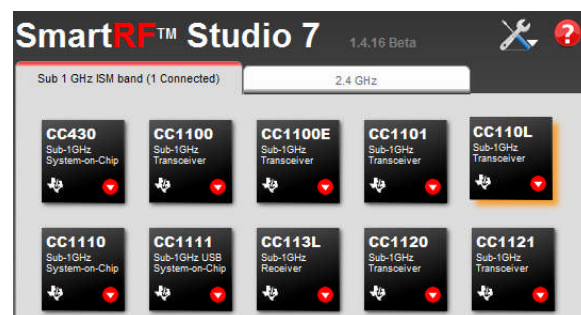 SmartRF™ Studio 7 1.4.16 Beta
?
Sub 1 GHz ISM band (1 Connected) 2.4 GHz
CC430
Sub-1GHz
System-on-Chip
CC1100
Sub-1GHz
Transceiver
CC1100E
Sub-1GHz
Transceiver
CC1101
Sub-1GHz
Transceiver
CC110L
Sub-1GHz
Transceiver
CC1110
Sub-1GHz
System-on-Chip
CC1111
Sub-1GHz USB
System-on-Chip
CC113L
Sub-1GHz
Receiver
CC1120
Sub-1GHz
Transceiver
CC1121
Sub-1GHz
Transceiver